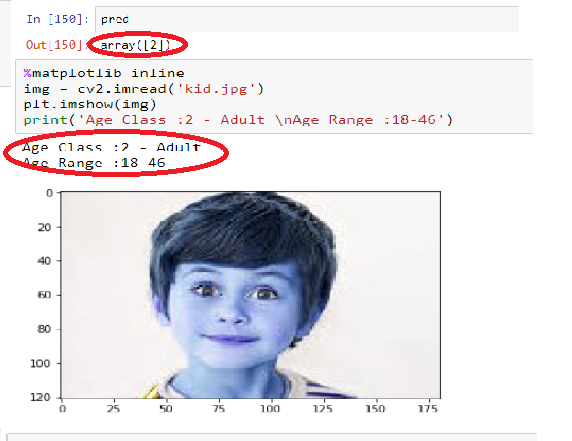 In [150]: pred
Out[150]: array([2])
%matplotlib inline
img = cv2.imread('kid.jpg')
plt.imshow(img)
print('Age Class :2 - Adult \nAge Range :18-46')
Age Class :2 - Adult
Age Range :18-46
0
20
40
60
80
100
120
0 25 50 75 100 125 150 175